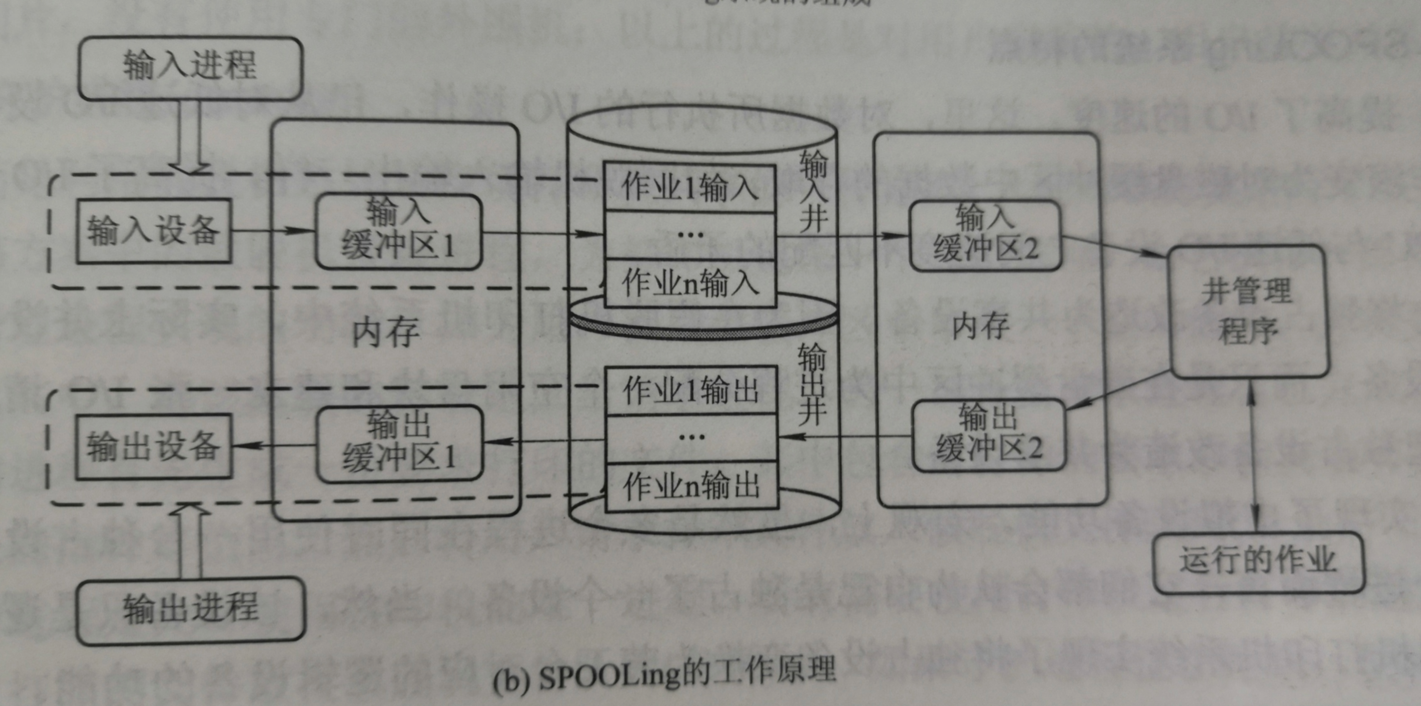 输入进程
输入设备
输入
缓冲区1
作业1输入
...
作业n输入
输入井
输入
缓冲区2
井管理
程序
内存
内存
输出设备
输出
缓冲区1
作业1输出
...
作业n输出
输出井
输出
缓冲区2
运行的作业
输出进程
(b) SPOOLing的工作原理